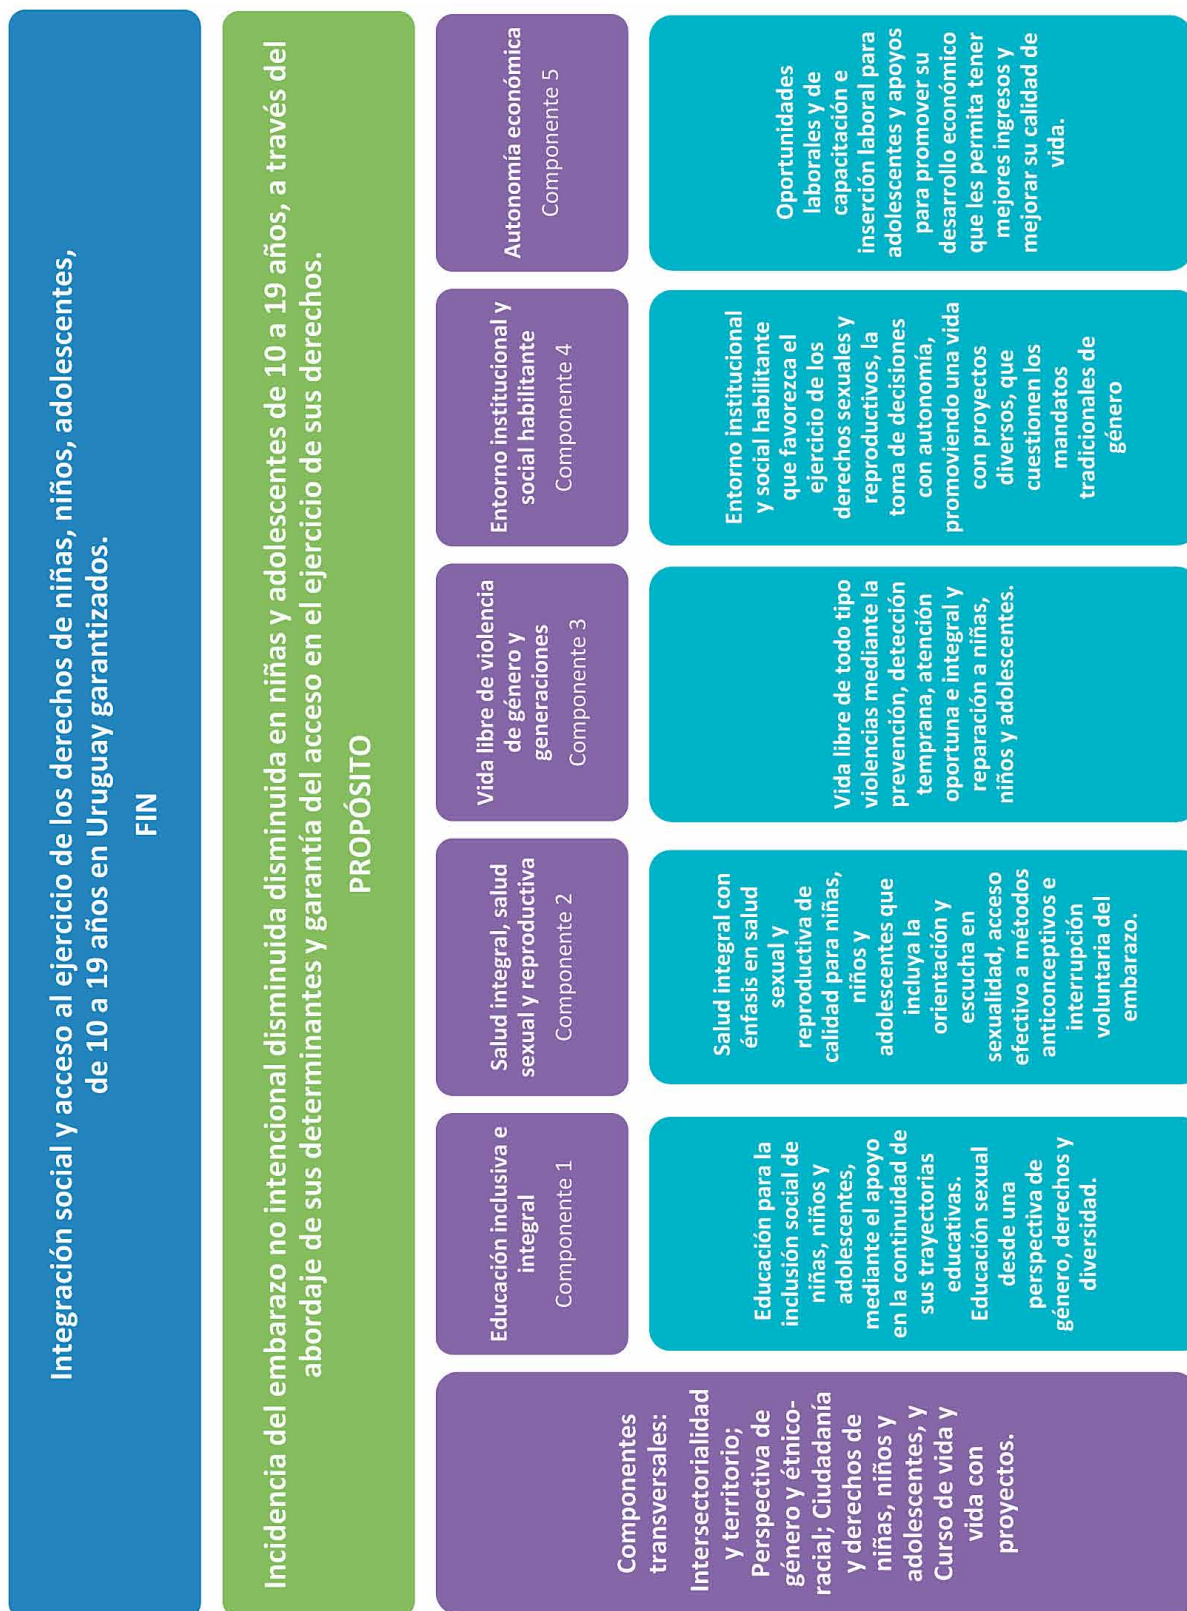 Integración social y acceso al ejercicio de los derechos de niñas, niños, adolescentes,
de 10 a 19 años en Uruguay garantizados.
FIN
Incidencia del embarazo no intencional disminuida disminuida en niñas y adolescentes de 10 a 19 años, a través del
abordaje de sus determinantes y garantía del acceso en el ejercicio de sus derechos.
PROPÓSITO
Componentes
transversales:
Intersectorialidad
y territorio;
Perspectiva de
género y étnico-
racial; Ciudadanía
y derechos de
niñas, niños y
adolescentes, y
Curso de vida y
vida con
proyectos.
Educación inclusiva e
integral
Componente 1
Educación para la
inclusión social de
niñas, niños y
adolescentes,
mediante el apoyo
en la continuidad de
sus trayectorias
educativas.
Educación sexual
desde una
perspectiva de
género, derechos y
diversidad.
Salud integral, salud
sexual y reproductiva
Componente 2
Salud integral con
énfasis en salud
sexual y
reproductiva de
calidad para niñas,
niños y
adolescentes que
incluya la
orientación y
escucha en
sexualidad, acceso
efectivo a métodos
anticonceptivos e
interrupción
voluntaria del
embarazo.
Vida libre de violencia
de género y
generaciones
Componente 3
Vida libre de todo tipo
violencias mediante la
prevención, detección
temprana, atención
oportuna e integral y
reparación a niñas,
niños y adolescentes.
Entorno institucional y
social habilitante
Componente 4
Entorno institucional
y social habilitante
que favorezca el
ejercicio de los
derechos sexuales y
reproductivos, la
toma de decisiones
con autonomía,
promoviendo una vida
con proyectos
diversos, que
cuestionen los
mandatos
tradicionales de
género
Autonomía económica
Componente 5
Oportunidades
laborales y de
capacitación e
inserción laboral para
adolescentes y apoyos
para promover su
desarrollo económico
que les permita tener
mejores ingresos y
mejorar su calidad de
vida.